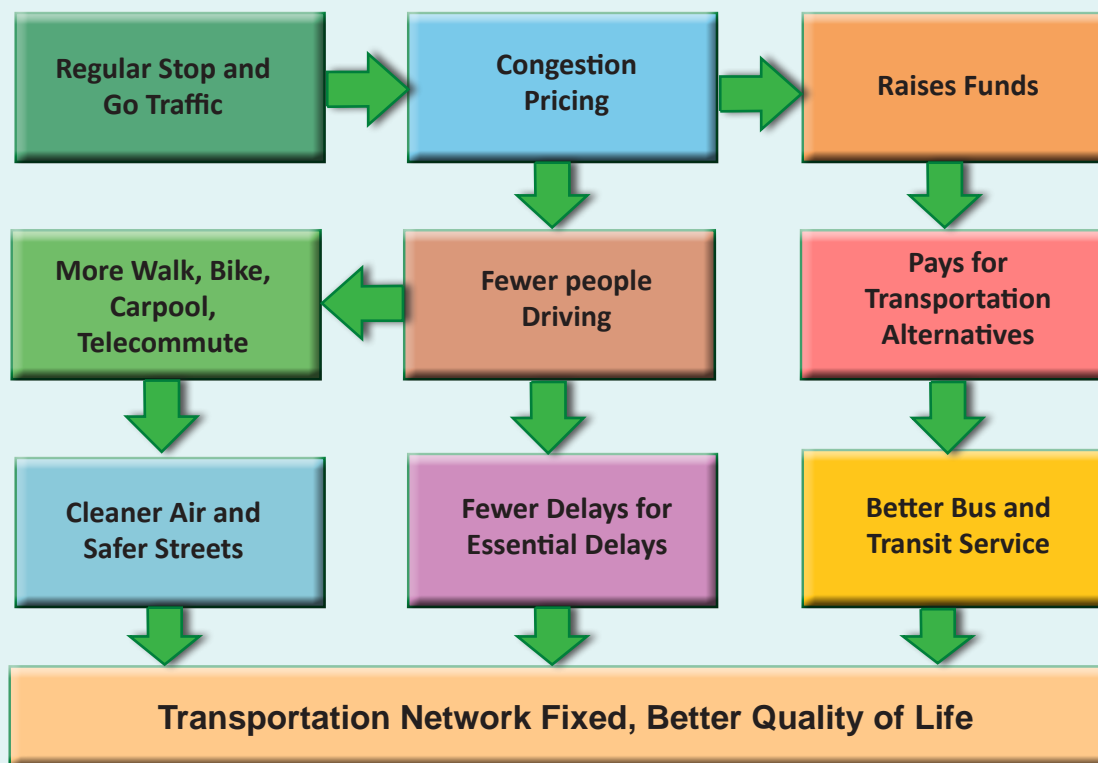 Regular Stop and
Go Traffic
Congestion
Pricing
Raises Funds
More Walk, Bike,
Carpool,
Telecommute
Fewer people
Driving
Pays for
Transportation
Alternatives
Cleaner Air and
Safer Streets
Fewer Delays for
Essential Delays
Better Bus and
Transit Service
Transportation Network Fixed, Better Quality of Life